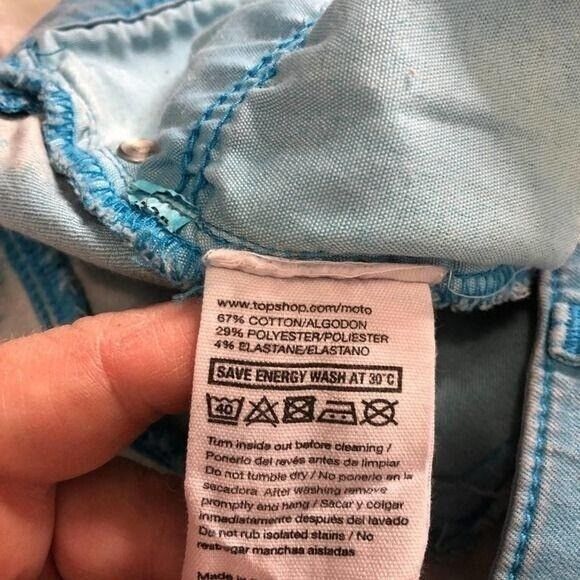 www.topshop.com/moto
67% COTTON/ALGODON
29% POLYESTER/POLIESTER
4% ELASTANE/ELASTANO
SAVE ENERGY WASH AT 30°C
40
Turn inside out before cleaning /
Ponerlo del revés antes de limpiar
Do not tumble dry / No ponerlo en la
secadora. After washing remove
promptly and hang / Sacar y colgar
inmediatamente después del lavado
Do not rub isolated stains / No
restregar manchas aisladas
Made in